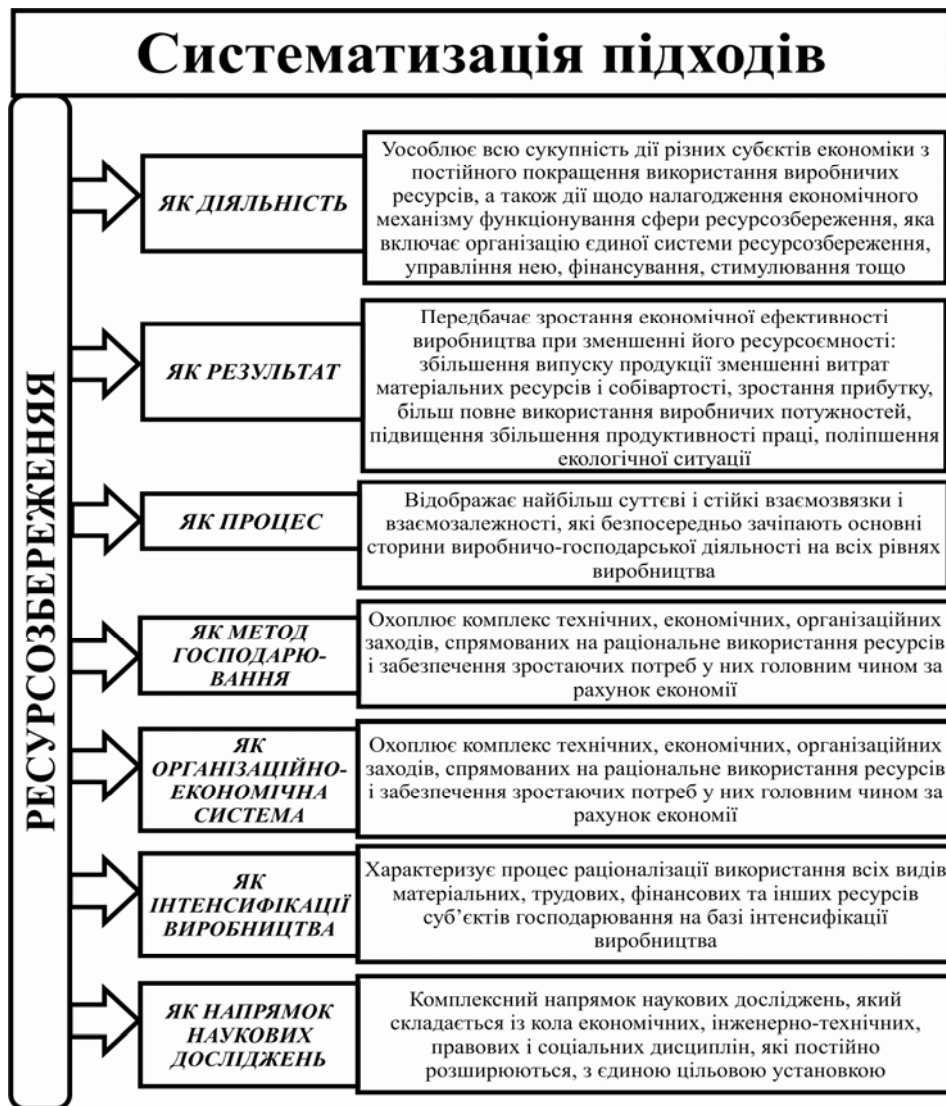 Систематизація підходів
РЕСУРСОЗБЕРЕЖЕНЯЯ
ЯК ДІЯЛЬНІСТЬ
Уособлює всю сукупність дії різних субєктів економіки з
постійного покращення використання виробничих
ресурсів, а також дії щодо налагодження економічного
механізму функціонування сфери ресурсозбереження, яка
включає організацію єдиної системи ресурсозбереження,
управління нею, фінансування, стимулювання тощо
ЯК РЕЗУЛЬТАТ
Передбачає зростання економічної ефективності
виробництва при зменшенні його ресурсоємності:
збільшення випуску продукції зменшенні витрат
матеріальних ресурсів і собівартості, зростання прибутку,
більш повне використання виробничих потужностей,
підвищення збільшення продуктивності праці, поліпшення
екологічної ситуації
ЯК ПРОЦЕС
Відображає найбільш суттєві і стійкі взаємозвязки і
взаємозалежності, які безпосередньо зачіпають основні
сторини виробничо-господарської діяльності на всіх рівнях
виробництва
ЯК МЕТОД
ГОСПОДАРЮ-
ВАННЯ
Охоплює комплекс технічних, економічних, організаційних
заходів, спрямованих на раціональне використання ресурсів
і забезпечення зростаючих потреб у них головним чином за
рахунок економії
ЯК
ОРГАНІЗАЦІЙНО-
ЕКОНОМІЧНА
СИСТЕМА
Охоплює комплекс технічних, економічних, організаційних
заходів, спрямованих на раціональне використання ресурсів
і забезпечення зростаючих потреб у них головним чином за
рахунок економії
ЯК
ІНТЕНСИФІКАЦІЇ
ВИРОБНИЦТВА
Характеризує процес раціоналізації використання всіх видів
матеріальних, трудових, фінансових та інших ресурсів
суб’єктів господарювання на базі інтенсифікації
виробництва
ЯК НАПРЯМОК
НАУКОВИХ
ДОСЛІДЖЕНЬ
Комплексний напрямок наукових досліджень, який
складається із кола економічних, інженерно-технічних,
правових і соціальних дисциплін, які постійно
розширюються, з єдиною цільовою установкою